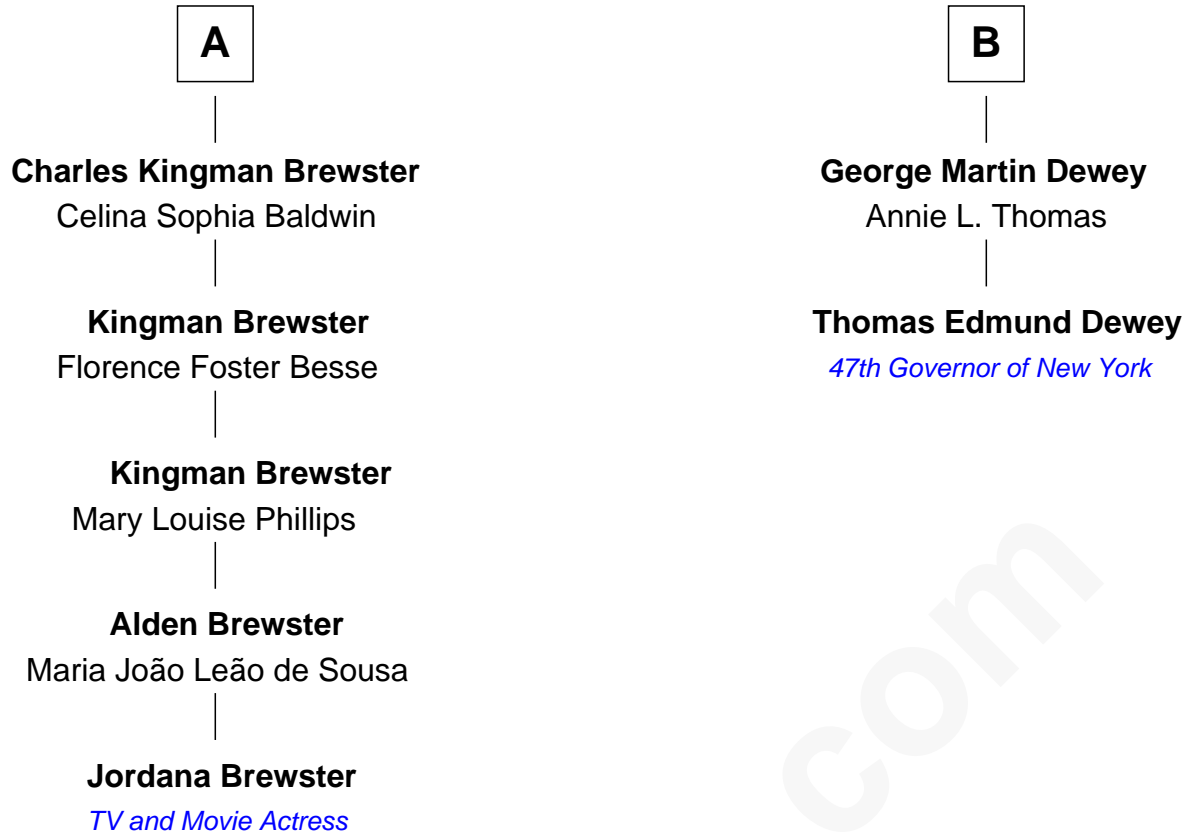 A
Charles Kingman Brewster
Celina Sophia Baldwin
Kingman Brewster
Florence Foster Besse
Kingman Brewster
Mary Louise Phillips
Alden Brewster
Maria João Leão de Sousa
Jordana Brewster
TV and Movie Actress
B
George Martin Dewey
Annie L. Thomas
Thomas Edmund Dewey
47th Governor of New York
com